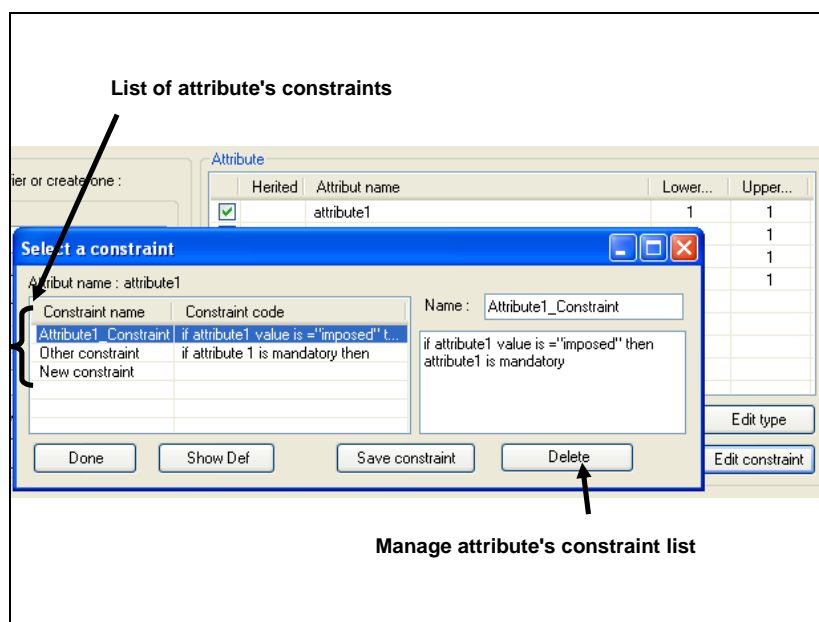 List of attribute's constraints
Attribute
ier or create one :
Herited Attribut name Lower... Upper...
attribute1 1 1
1
1
1
Select a constraint
Attribut name : attribute1
Constraint name Constraint code
Attribute1_Constraint if attribute1 value is ="imposed" t...
Other constraint if attribute 1 is mandatory then
New constraint
Name : Attribute1_Constraint
if attribute1 value is ="imposed" then
attribute1 is mandatory
Edit type
Done Show Def Save constraint Delete Edit constraint
Manage attribute's constraint list